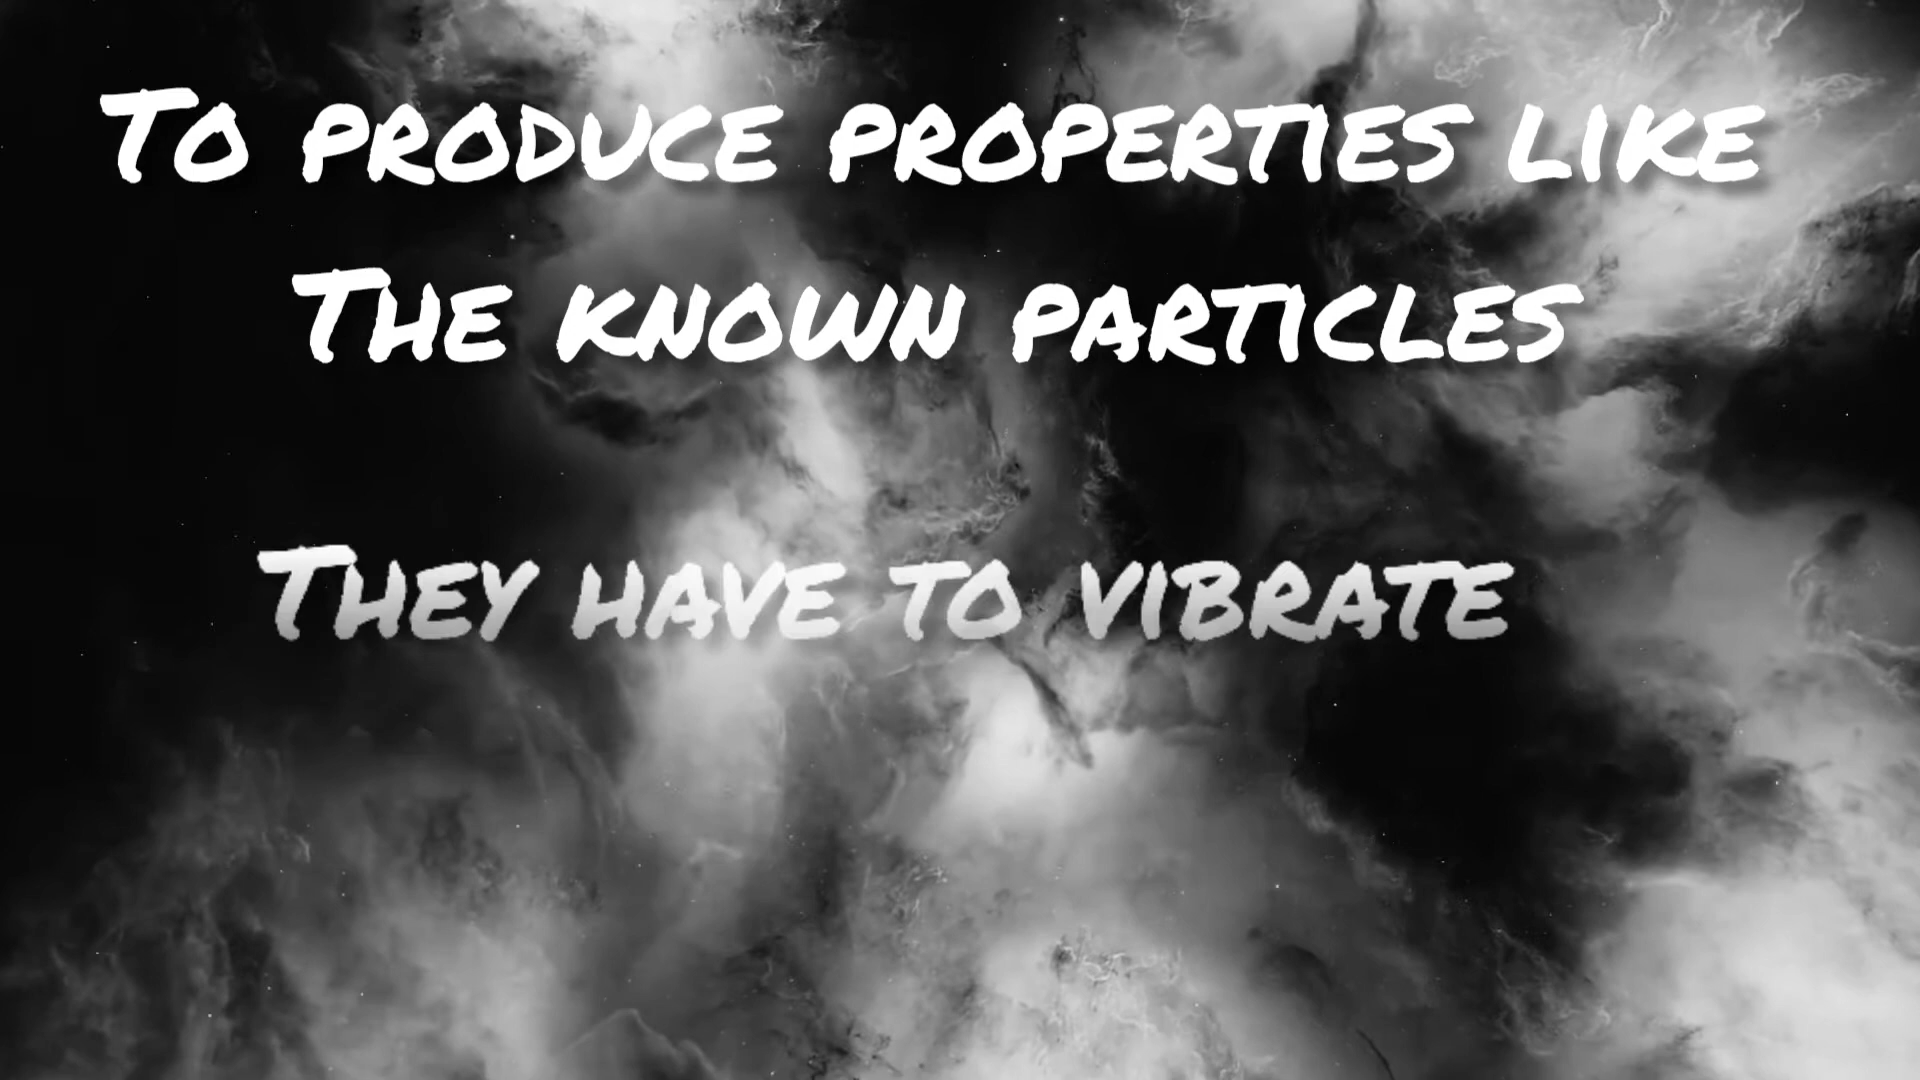 To produce properties like
The known particles
They have to vibrate